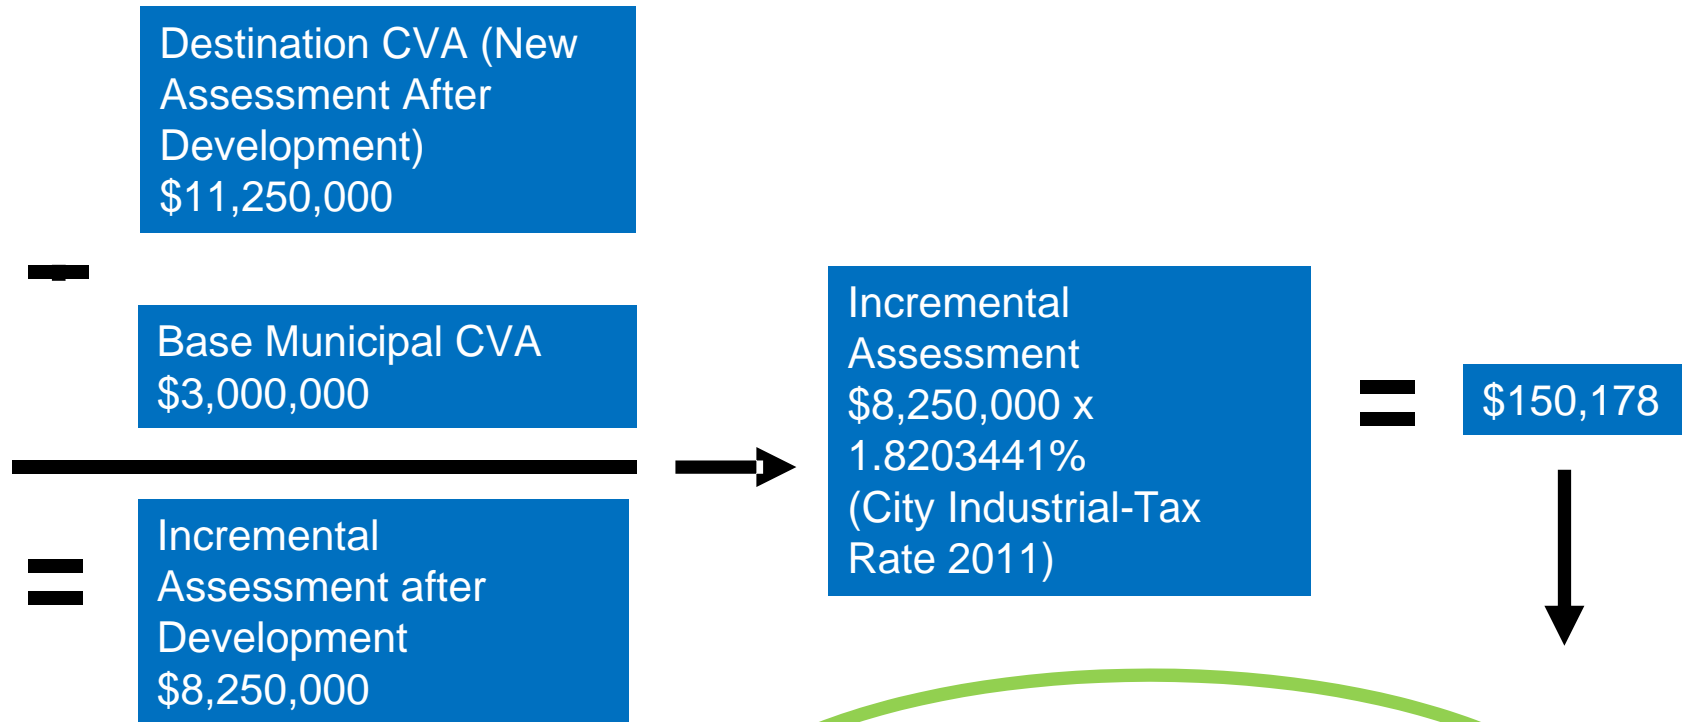 Destination CVA (New
Assessment After
Development)
$11,250,000
Base Municipal CVA
$3,000,000
Incremental
Assessment after
Development
$8,250,000
Incremental
Assessment
$8,250,000 x
1.8203441%
(City Industrial-Tax
Rate 2011)
$150,178